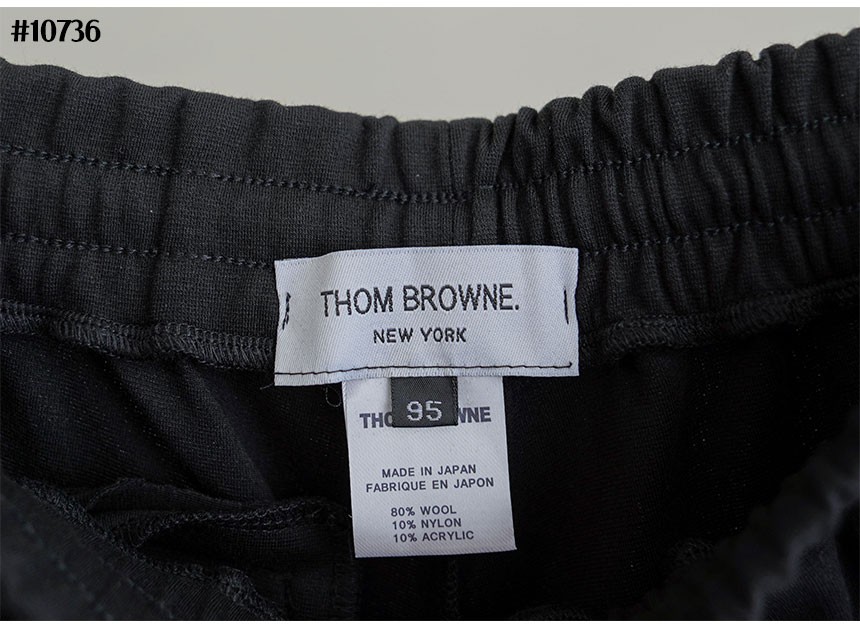 #10736
THOM BROWNE.
NEW YORK
95
MADE IN JAPAN
FABRIQUE EN JAPON
80% WOOL
10% NYLON
10% ACRYLIC